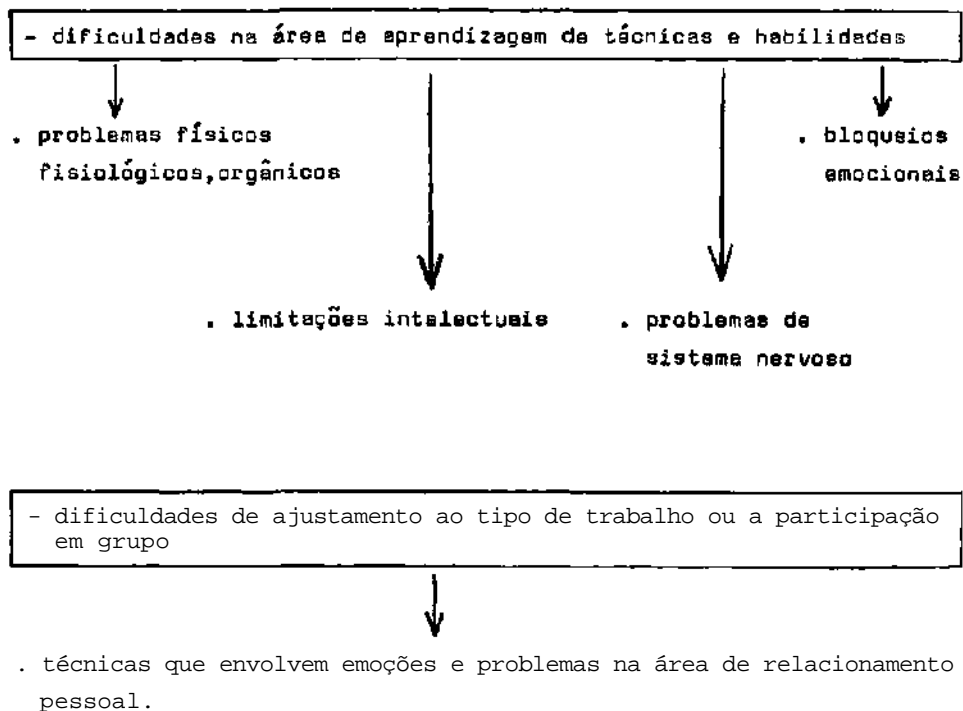 - dificuldades na área de aprendizagem de técnicas e habilidades
. problemas físicos
fisiológicos,orgânicos
. bloqueios
emocionais
. limitações intelectuais
. problemas de
sistema nervoso
- dificuldades de ajustamento ao tipo de trabalho ou a participação
em grupo
. técnicas que envolvem emoções e problemas na área de relacionamento
pessoal.